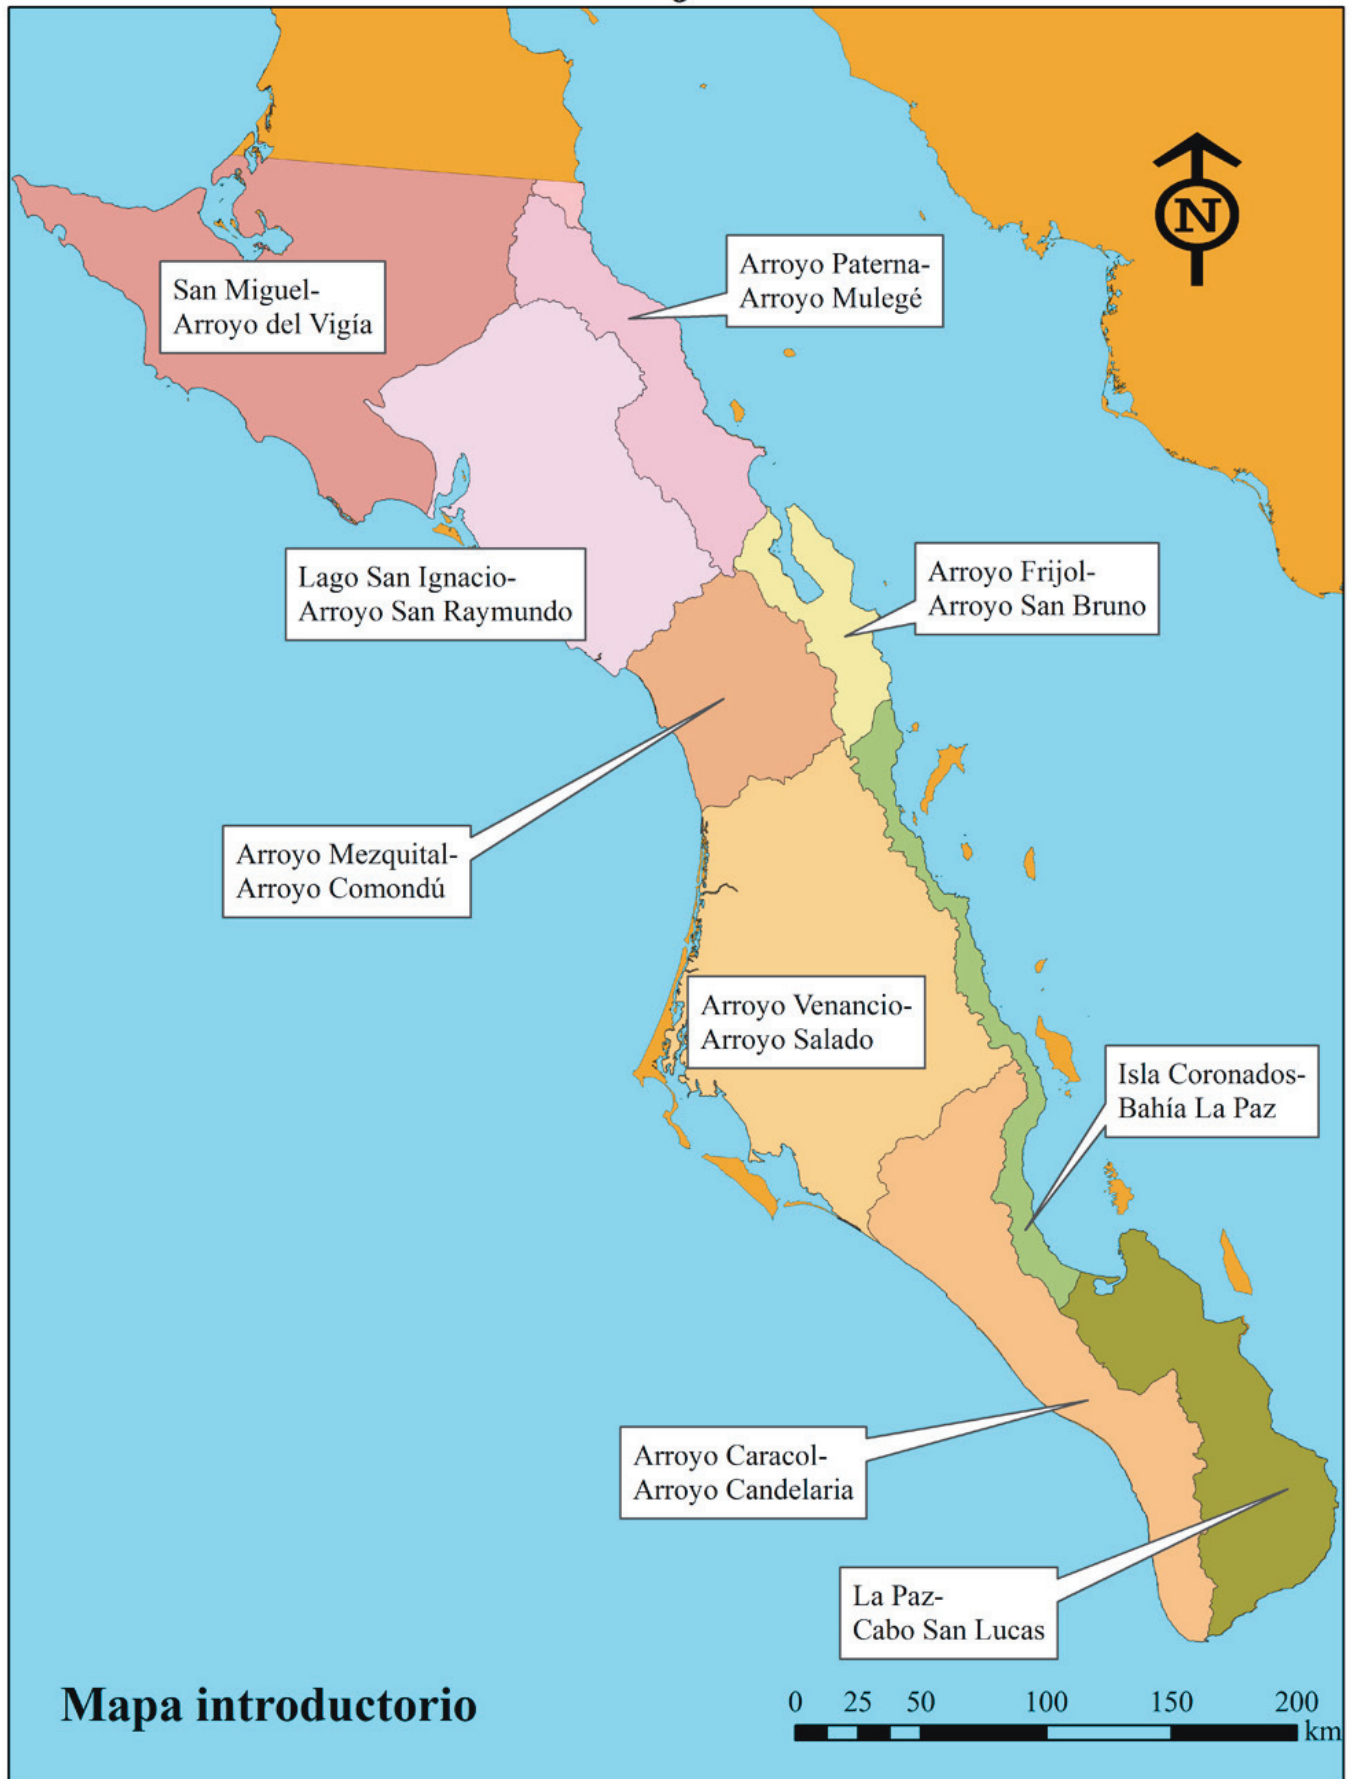 N
Arroyo Paterna-
Arroyo Mulegé
San Miguel-
Arroyo del Vigía
Lago San Ignacio-
Arroyo San Raymundo
Arroyo Frijol-
Arroyo San Bruno
Arroyo Mezquital-
Arroyo Comondú
Arroyo Venancio-
Arroyo Salado
Isla Coronados-
Bahía La Paz
Arroyo Caracol-
Arroyo Candelaria
La Paz-
Cabo San Lucas
Mapa introductorio
0 25 50 100 150 200
km